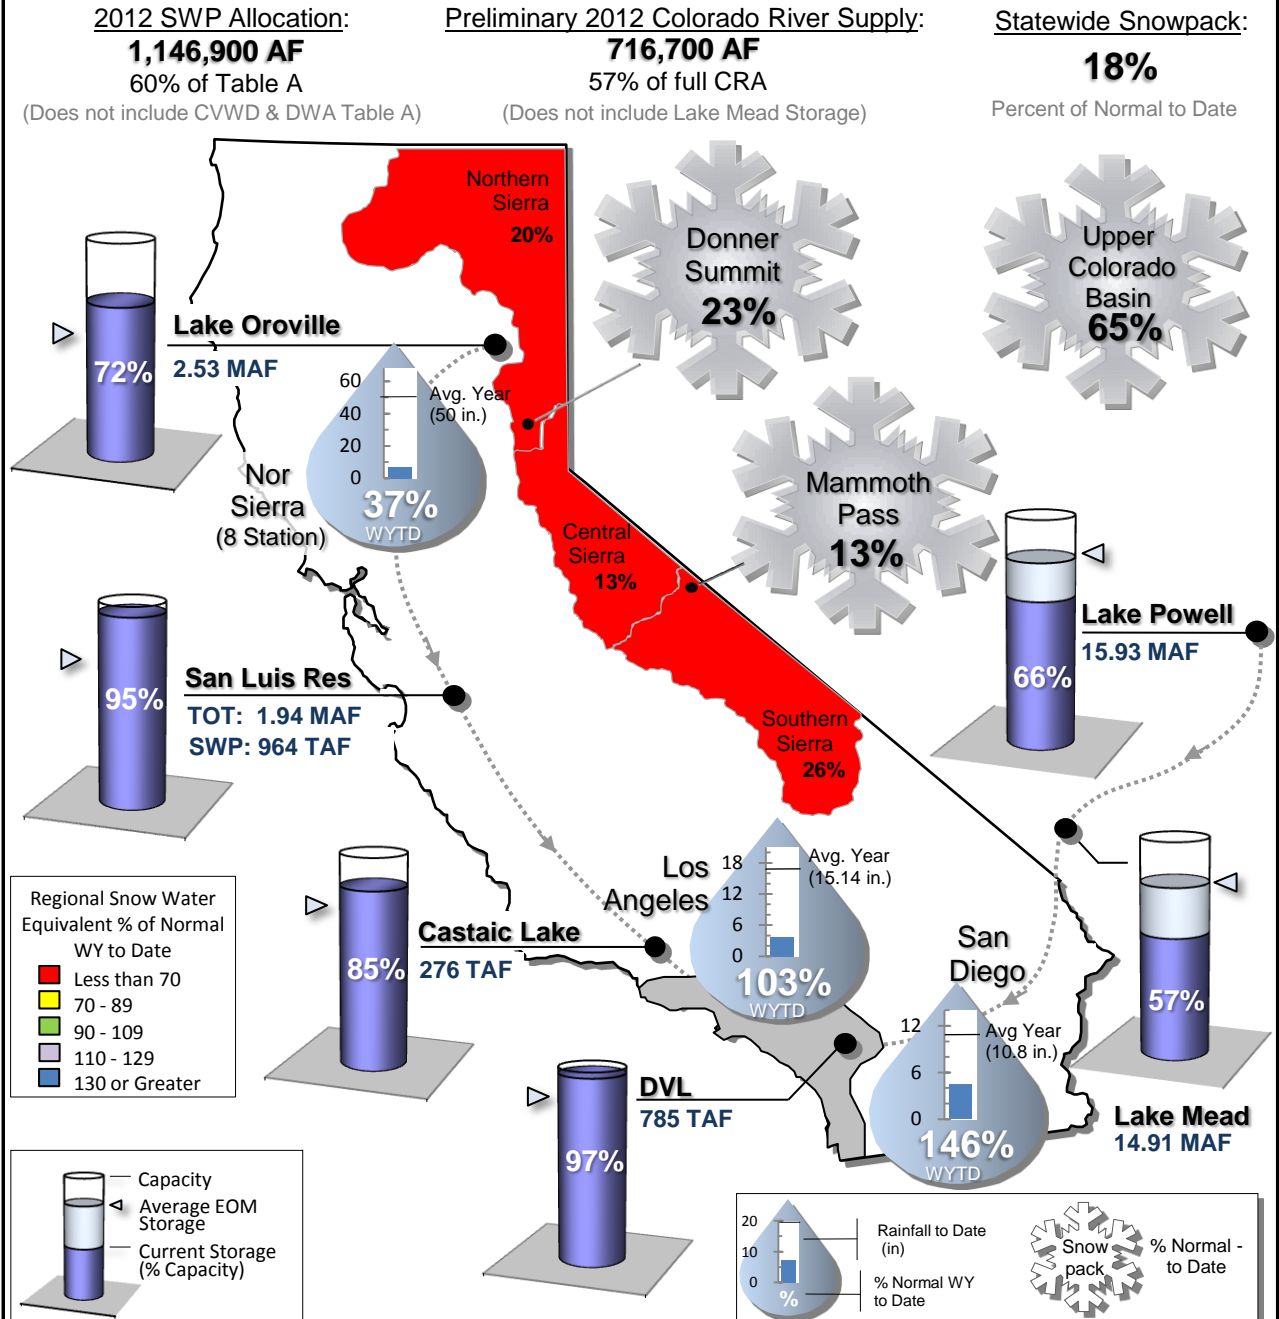 2012 SWP Allocation:
1,146,900 AF
60% of Table A
(Does not include CVWD & DWA Table A)
Preliminary 2012 Colorado River Supply:
716,700 AF
57% of full CRA
(Does not include Lake Mead Storage)
Statewide Snowpack:
18%
Percent of Normal to Date
Northern
Sierra
20%
Donner
Summit
23%
Upper
Colorado
Basin
65%
72%
Lake Oroville
2.53 MAF
60
40
20
0
Avg. Year
(50 in.)
37%
WYTD
Nor
Sierra
(8 Station)
Central
Sierra
13%
Mammoth
Pass
13%
66%
Lake Powell
15.93 MAF
95%
San Luis Res
TOT: 1.94 MAF
SWP: 964 TAF
Southern
Sierra
26%
Los
Angeles
18
12
6
0
Avg. Year
(15.14 in.)
103%
WYTD
85%
Castaic Lake
276 TAF
San
Diego
12
6
0
Avg Year
(10.8 in.)
146%
WYTD
57%
Lake Mead
14.91 MAF
97%
DVL
785 TAF
Regional Snow Water
Equivalent % of Normal
WY to Date
Less than 70
70 - 89
90 - 109
110 - 129
130 or Greater
Capacity
Average EOM
Storage
Current Storage
(% Capacity)
20
10
0
%
Rainfall to Date
(in)
% Normal WY
to Date
Snow
pack
% Normal -
to Date